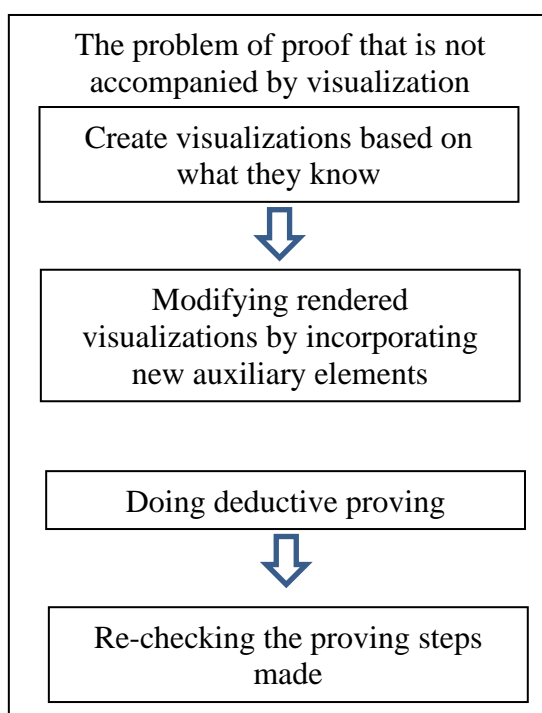 The problem of proof that is not
accompanied by visualization
Create visualizations based on
what they know
Modifying rendered
visualizations by incorporating
new auxiliary elements
Doing deductive proving
Re-checking the proving steps
made